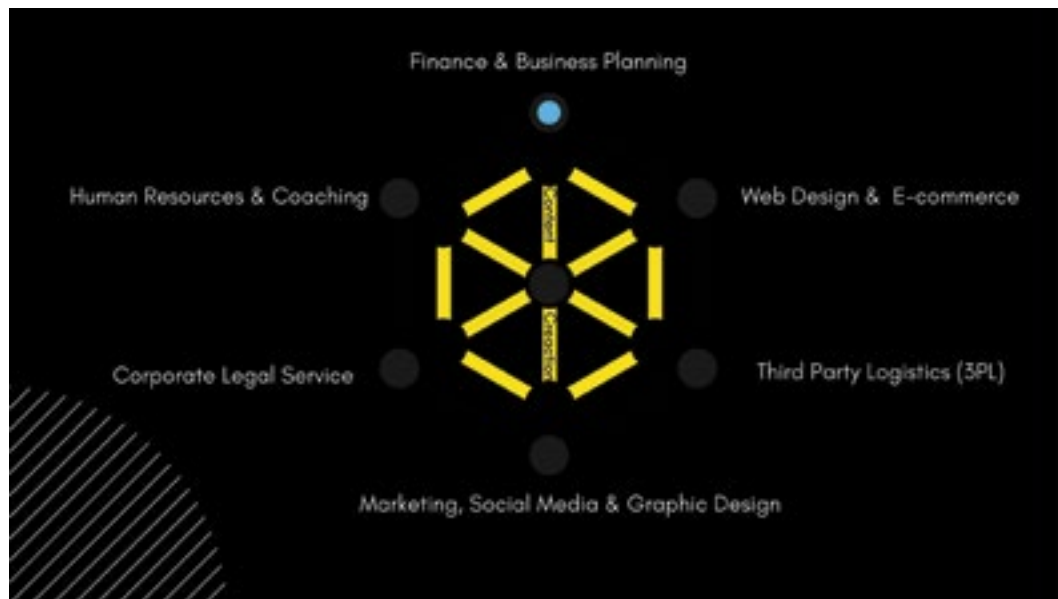 Finance & Business Planning
Human Resources & Coaching
Web Design & E-commerce
Content
Creation
Corporate Legal Service
Third Party Logistics (3PL)
Marketing, Social Media & Graphic Design